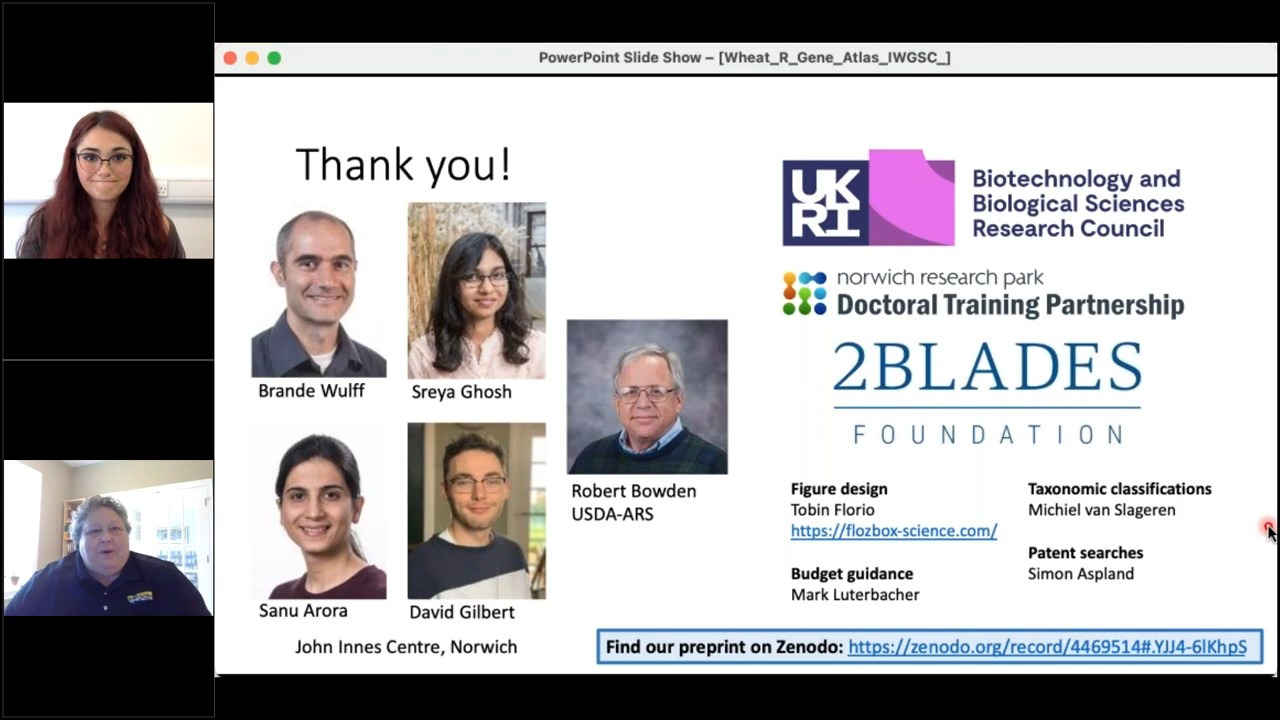 PowerPoint Slide Show – [Wheat_R_Gene_Atlas_IWGSC_]
Thank you!
Brande Wulff
Sreya Ghosh
Sanu Arora
David Gilbert
John Innes Centre, Norwich
Robert Bowden
USDA-ARS
UK
RI
Biotechnology and
Biological Sciences
Research Council
norwich research park
Doctoral Training Partnership
2BLADES
FOUNDATION
Figure design
Tobin Florio
https://flozbox-science.com/
Budget guidance
Mark Luterbacher
Taxonomic classifications
Michiel van Slageren
Patent searches
Simon Aspland
Find our preprint on Zenodo: https://zenodo.org/record/4469514#.YJJ4-6lKhpS